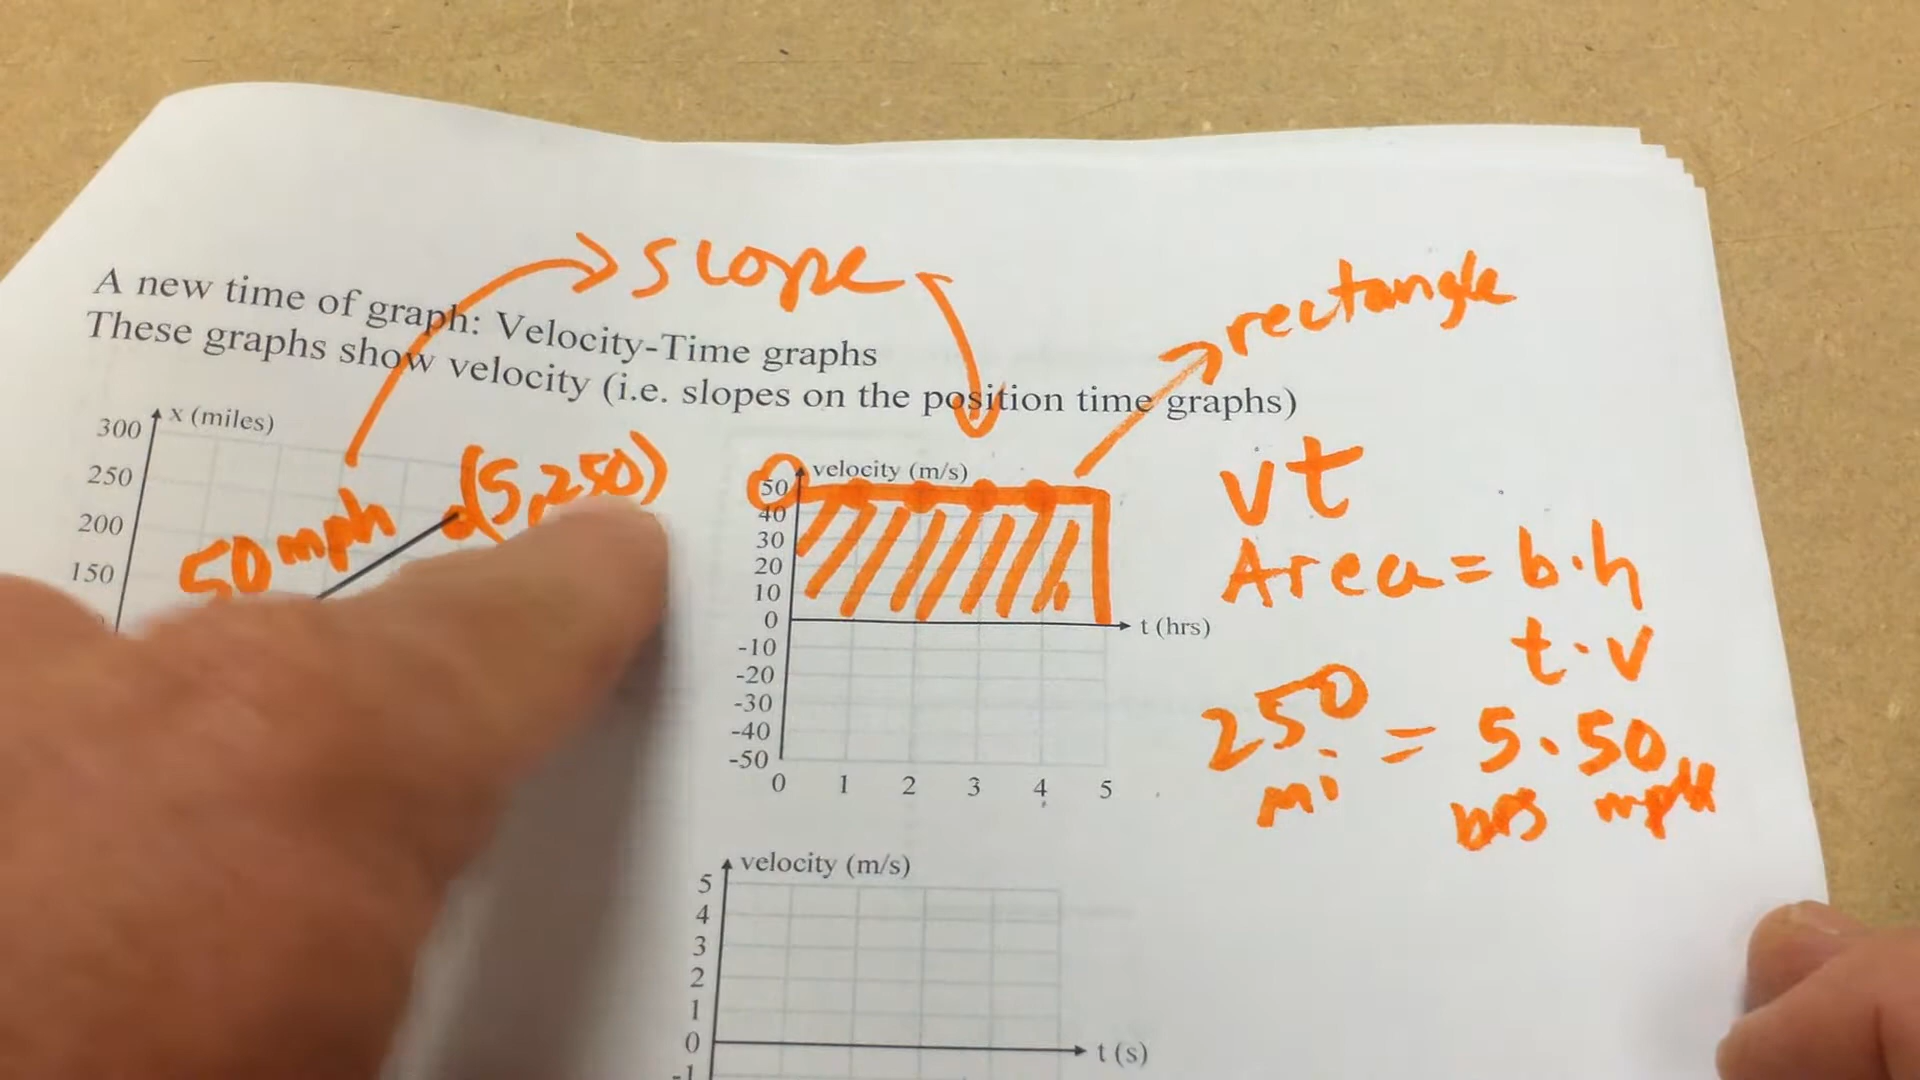 slope
rectangle
A new time of graph: Velocity-Time graphs
These graphs show velocity (i.e. slopes on the position time graphs)
x (miles)
300
250
200
150
50 mph
(5,250)
velocity (m/s)
50
40
30
20
10
0
-10
-20
-30
-40
-50
0 1 2 3 4 5
t (hrs)
vt
Area = b·h
t·v
250 = 5·50
mi hrs mph
velocity (m/s)
5
4
3
2
1
0
-1
t (s)